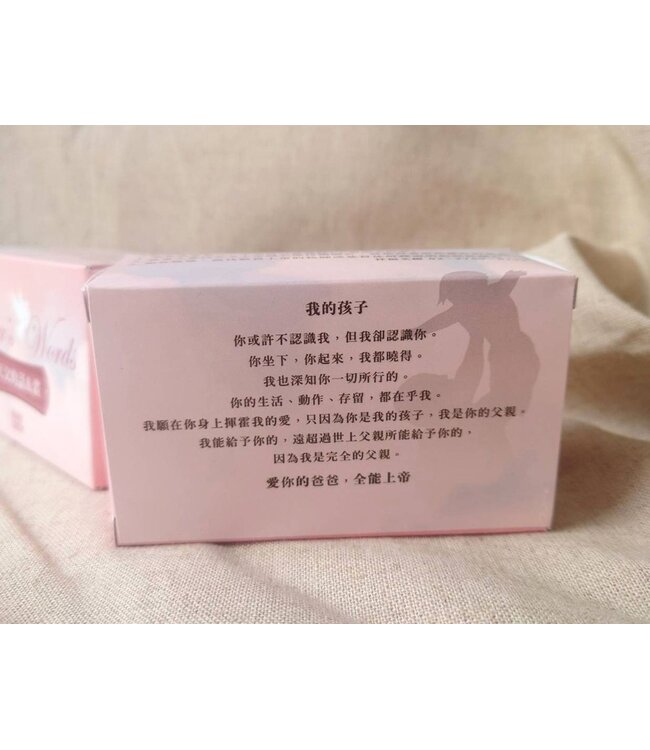 我的孩子
你或許不認識我，但我卻認識你。
你坐下，你起來，我都曉得。
我也深知你一切所行的。
你的生活、動作、存留，都在乎我。
我願在你身上揮霍我的愛，只因為你是我的孩子，我是你的父親。
我能給予你的，遠超過世上父親所能給予你的，
因為我是完全的父親。
愛你的爸爸，全能上帝
Words